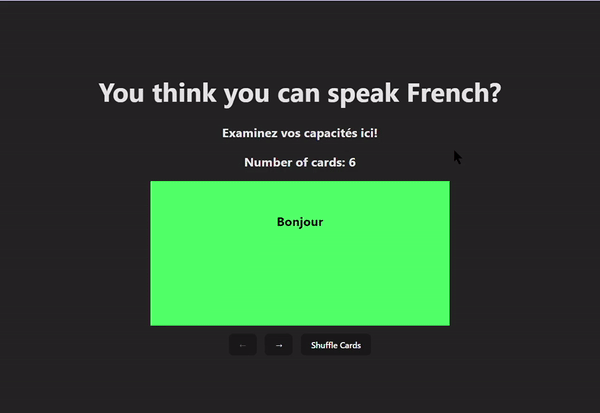 You think you can speak French?
Examinez vos capacités ici!
Number of cards: 6
Bonjour
← → Shuffle Cards